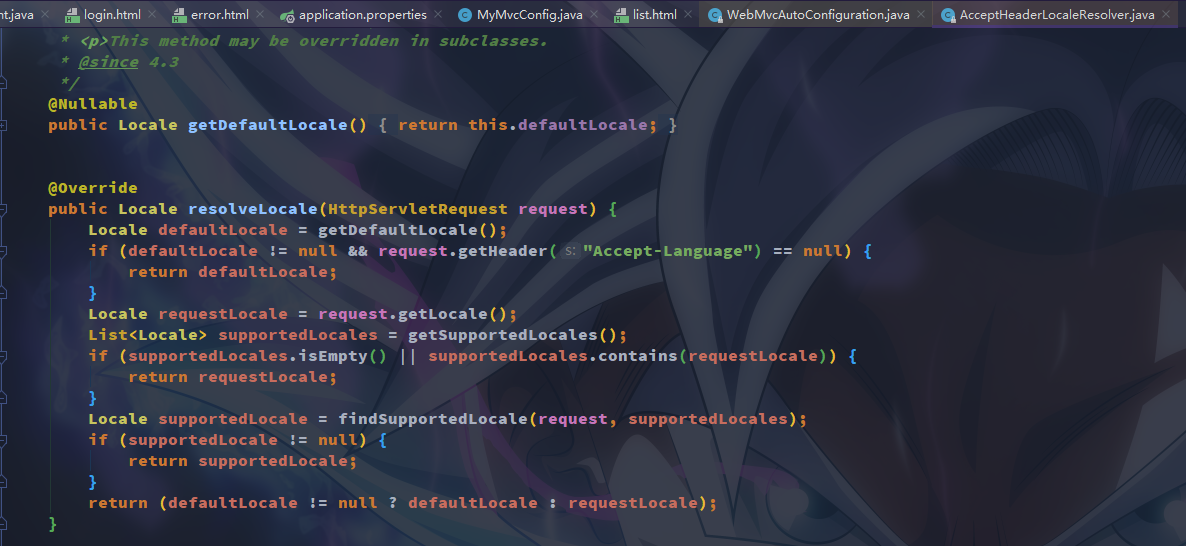 nt.java login.html error.html application.properties MyMvcConfig.java list.html WebMvcAutoConfiguration.java AcceptHeaderLocaleResolver.java
* <p>This method may be overridden in subclasses.
* @since 4.3
*/
@Nullable
public Locale getDefaultLocale() { return this.defaultLocale; }
@Override
public Locale resolveLocale(HttpServletRequest request) {
Locale defaultLocale = getDefaultLocale();
if (defaultLocale != null && request.getHeader( s: "Accept-Language") == null) {
return defaultLocale;
}
Locale requestLocale = request.getLocale();
List<Locale> supportedLocales = getSupportedLocales();
if (supportedLocales.isEmpty() || supportedLocales.contains(requestLocale)) {
return requestLocale;
}
Locale supportedLocale = findSupportedLocale(request, supportedLocales);
if (supportedLocale != null) {
return supportedLocale;
}
return (defaultLocale != null ? defaultLocale : requestLocale);
}